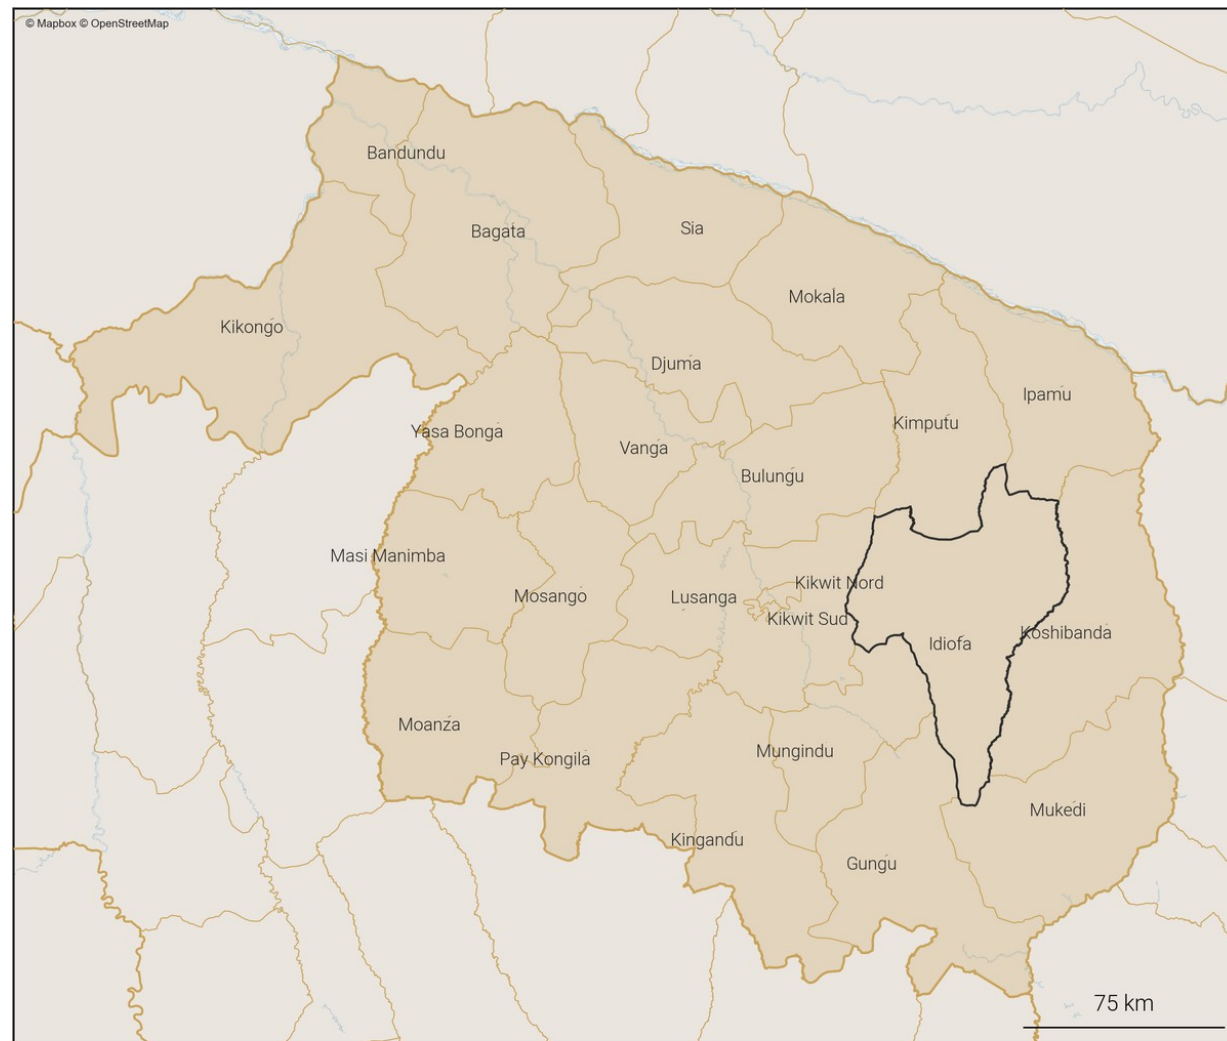 © Mapbox © OpenStreetMap
Bandundu
Bagata
Sia
Mokala
Kikongo
Djuma
Ipamu
Kimputu
Yasa Bonga
Vanga
Bulungu
Masi Manimba
Kikwit Nord
Mosango
Lusanga
Kikwit Sud
Koshibanda
Idiofa
Moanza
Mungindu
Pay Kongila
Mukedi
Kingandu
Gungu
75 km